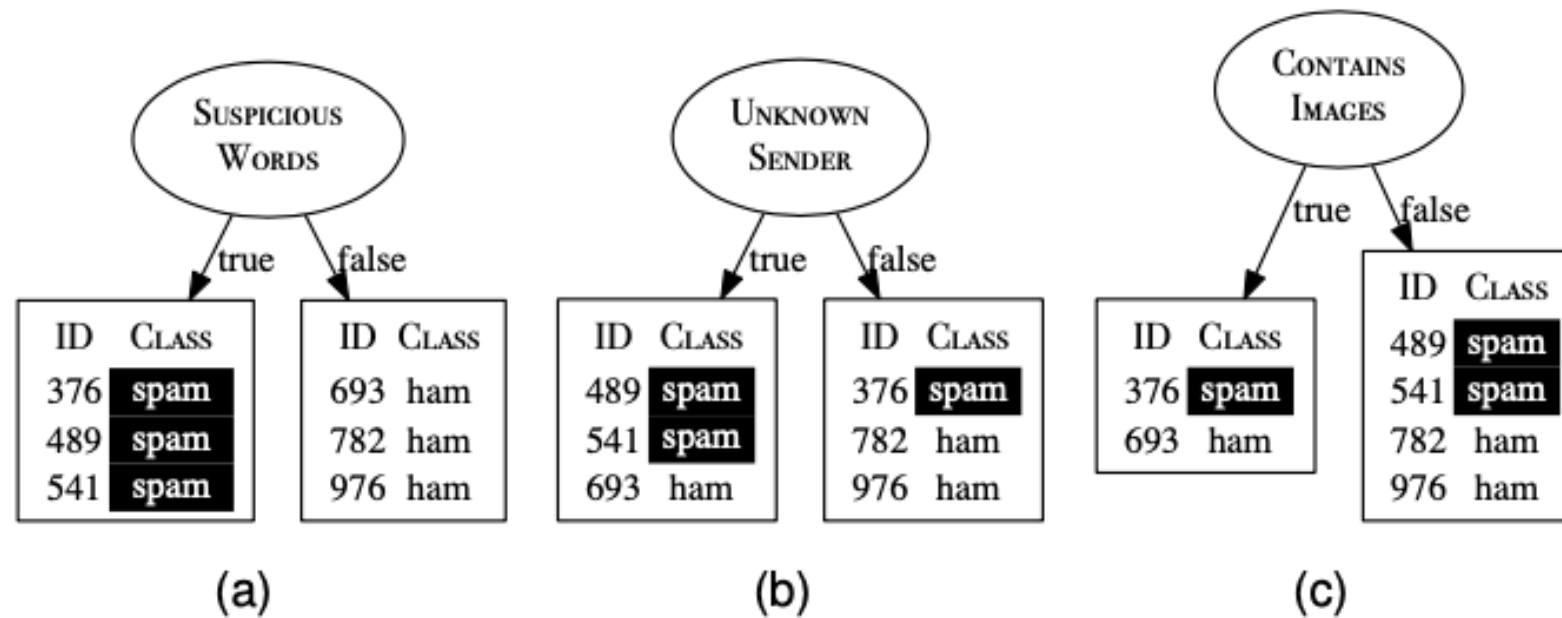 SUSPICIOUS
WORDS
true
false
ID CLASS
376 spam
489 spam
541 spam
ID CLASS
693 ham
782 ham
976 ham
(a)
UNKNOWN
SENDER
true
false
ID CLASS
489 spam
541 spam
693 ham
ID CLASS
376 spam
782 ham
976 ham
(b)
CONTAINS
IMAGES
true
false
ID CLASS
376 spam
693 ham
ID CLASS
489 spam
541 spam
782 ham
976 ham
(c)